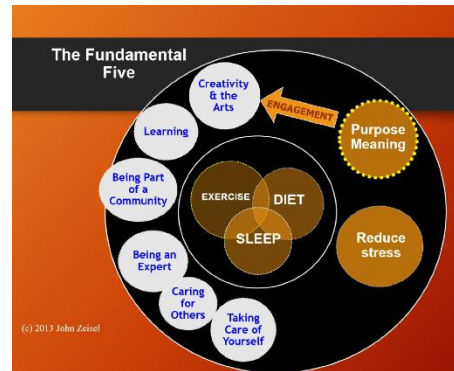 The Fundamental
Five
Creativity
& the
Arts
ENGAGEMENT
Purpose
Meaning
Learning
Being Part
of a
Community
EXERCISE
DIET
SLEEP
Reduce
stress
Being an
Expert
Caring
for
Others
Taking
Care of
Yourself
(c) 2013 John Zeisel